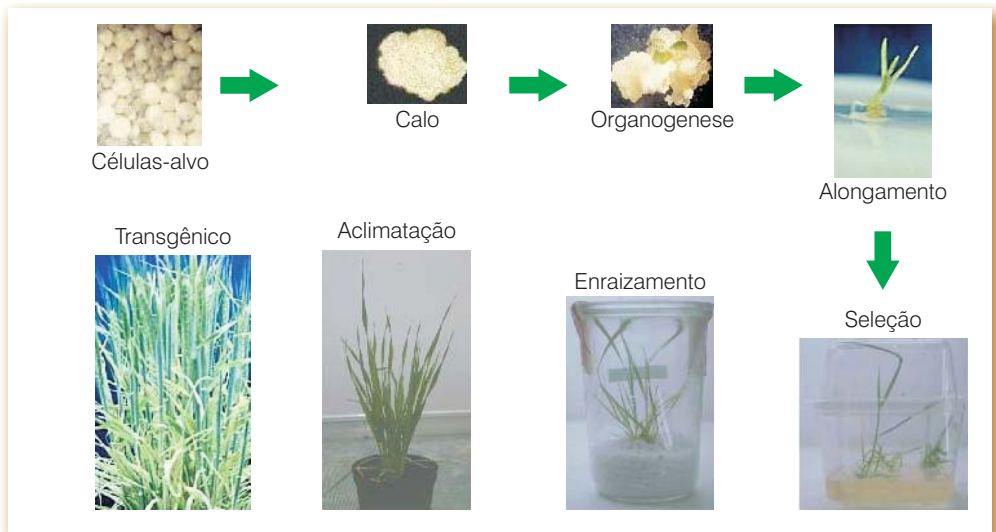 Células-alvo
Calo
Organogenese
Alongamento
Transgênico
Aclimatação
Enraizamento
Seleção